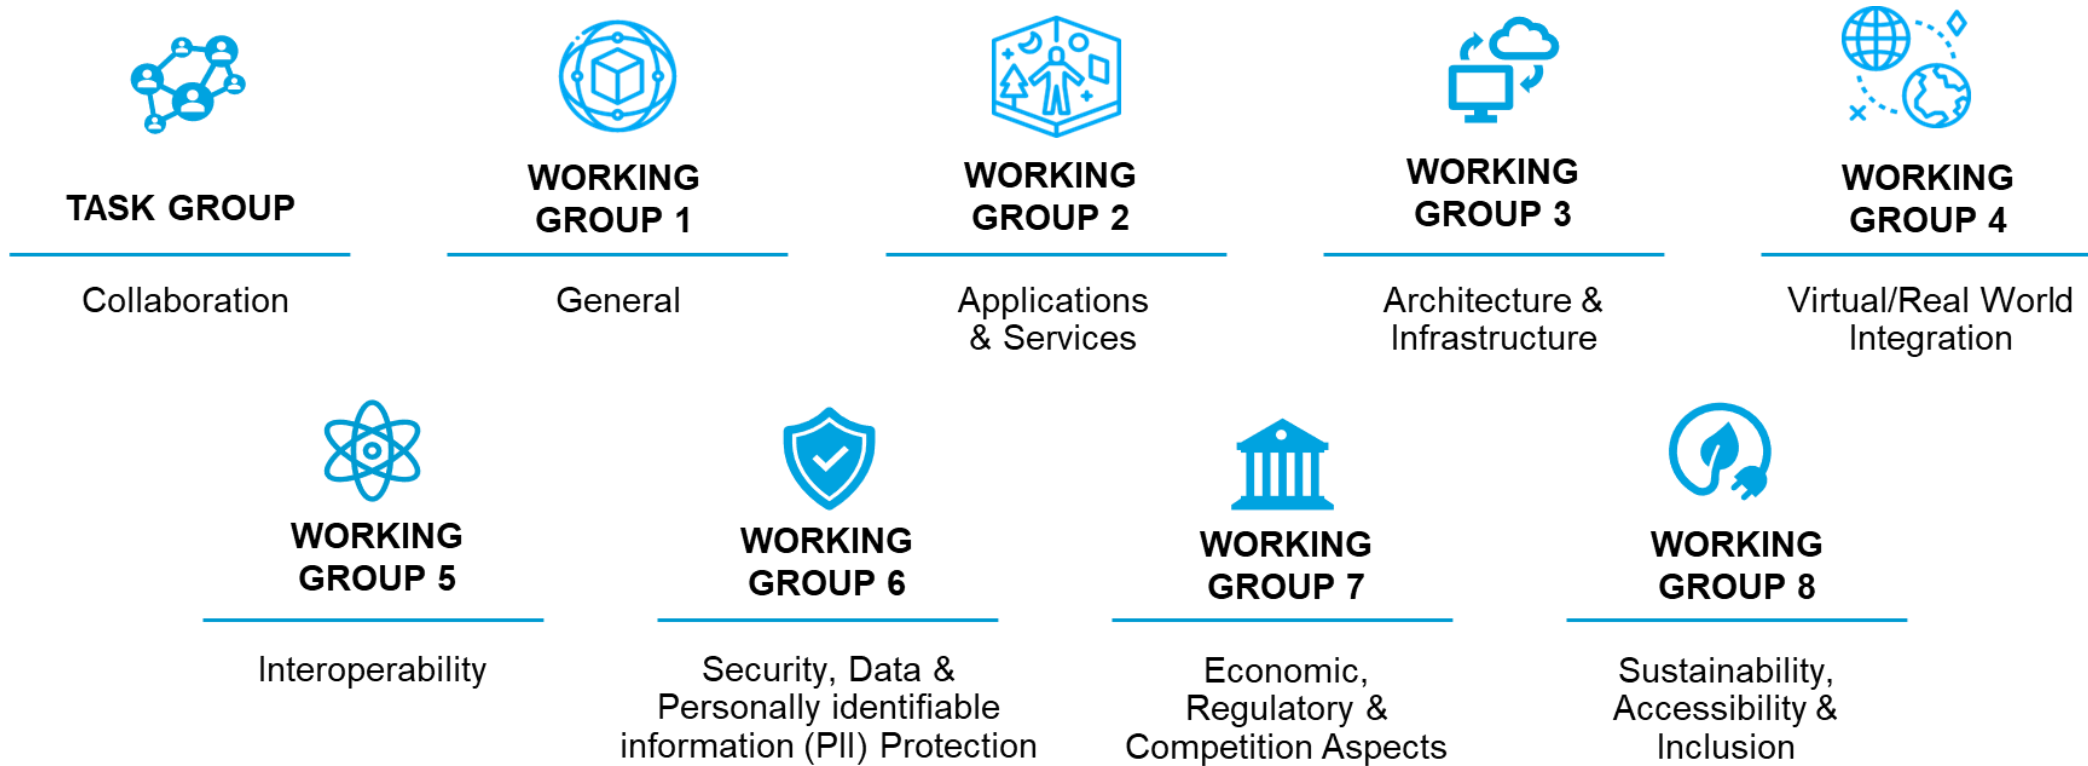 TASK GROUP
Collaboration
WORKING
GROUP 1
General
WORKING
GROUP 2
Applications
& Services
WORKING
GROUP 3
Architecture &
Infrastructure
WORKING
GROUP 4
Virtual/Real World
Integration
WORKING
GROUP 5
Interoperability
WORKING
GROUP 6
Security, Data &
Personally identifiable
information (PII) Protection
WORKING
GROUP 7
Economic,
Regulatory &
Competition Aspects
WORKING
GROUP 8
Sustainability,
Accessibility &
Inclusion